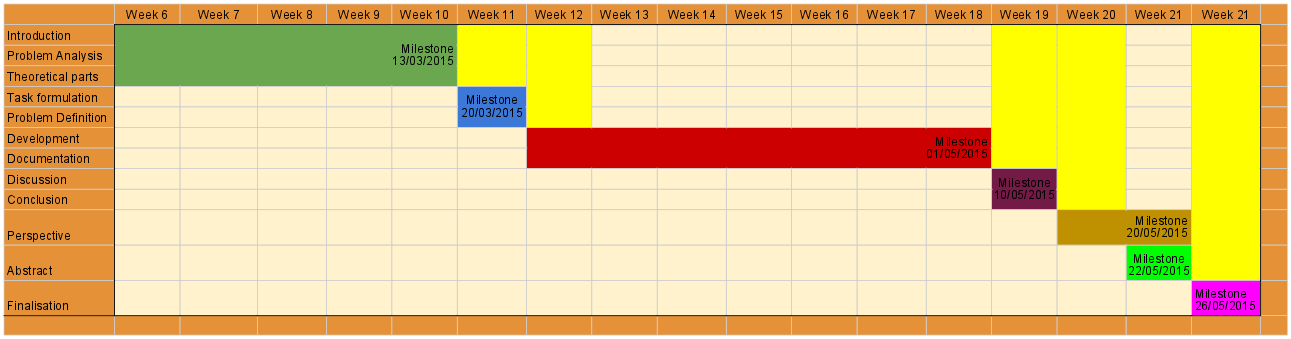 Week 6 Week 7 Week 8 Week 9 Week 10 Week 11 Week 12 Week 13 Week 14 Week 15 Week 16 Week 17 Week 18 Week 19 Week 20 Week 21 Week 21
Introduction
Problem Analysis
Milestone
13/03/2015
Theoretical parts
Task formulation
Problem Definition
Milestone
20/03/2015
Development
Documentation
Milestone
01/05/2015
Discussion
Conclusion
Milestone
10/05/2015
Perspective
Milestone
20/05/2015
Abstract
Milestone
22/05/2015
Finalisation
Milestone
26/05/2015